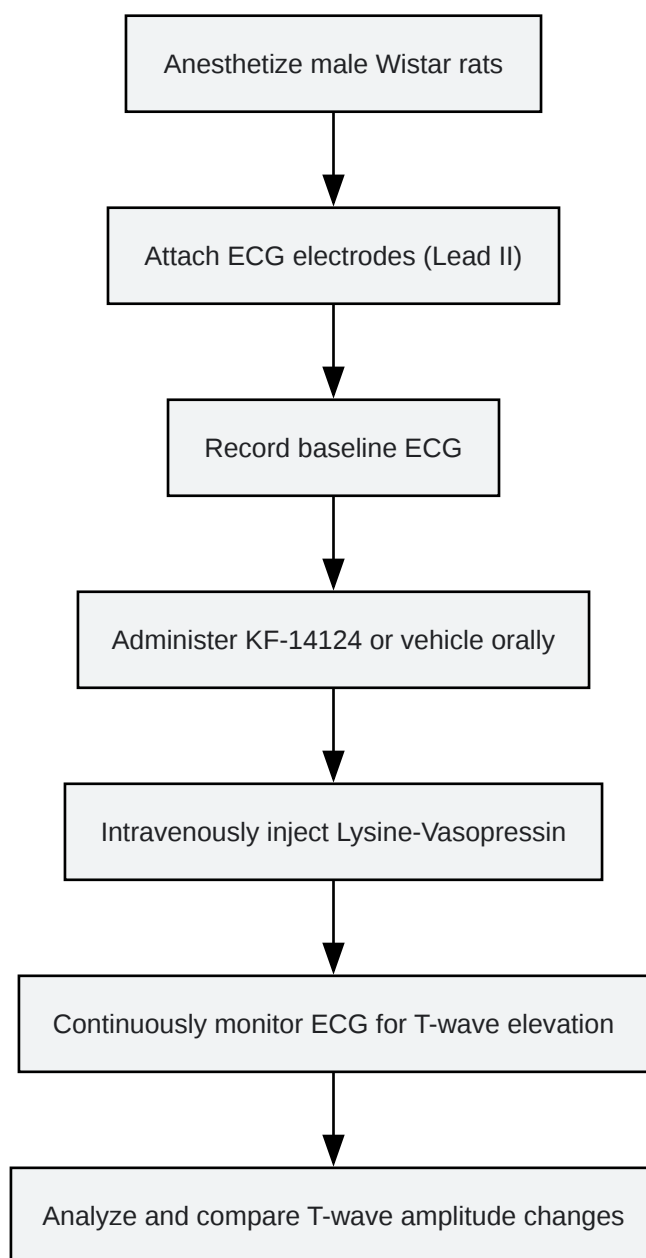 Anesthetize male Wistar rats
Attach ECG electrodes (Lead II)
Record baseline ECG
Administer KF-14124 or vehicle orally
Intravenously inject Lysine-Vasopressin
Continuously monitor ECG for T-wave elevation
Analyze and compare T-wave amplitude changes